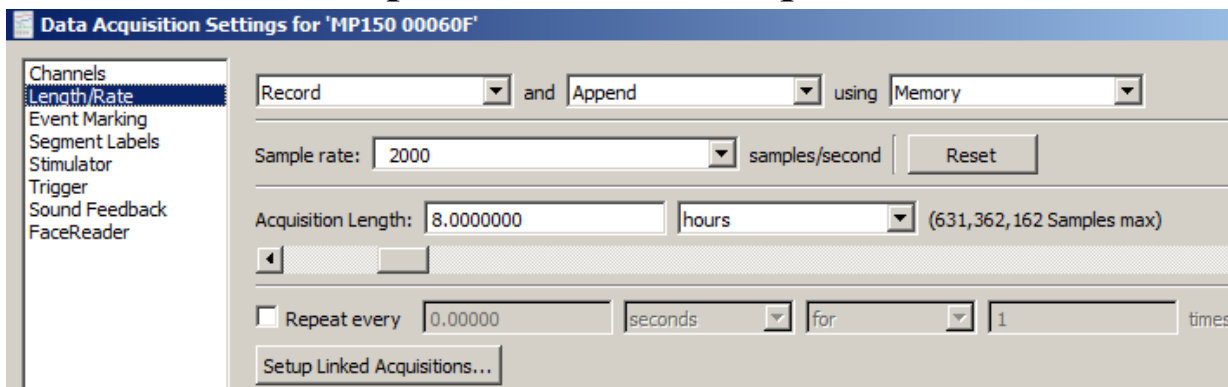 Data Acquisition Settings for 'MP150 00060F'
Channels
Length/Rate
Event Marking
Segment Labels
Stimulator
Trigger
Sound Feedback
FaceReader
Record and Append using Memory
Sample rate: 2000 samples/second Reset
Acquisition Length: 8.0000000 hours (631,362,162 Samples max)
Repeat every 0.00000 seconds for 1 times
Setup Linked Acquisitions...